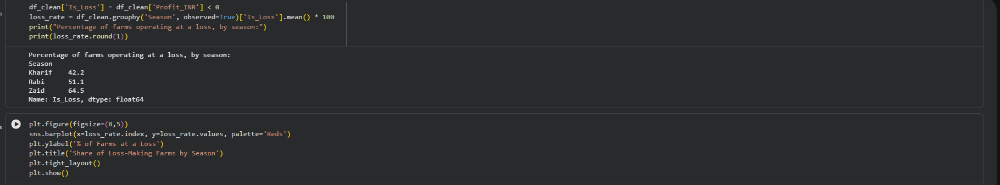 df_clean['Is_Loss'] = df_clean['Profit_INR'] < 0
loss_rate = df_clean.groupby('Season', observed=True)['Is_Loss'].mean() * 100
print("Percentage of farms operating at a loss, by season:")
print(loss_rate.round(1))
Percentage of farms operating at a loss, by season:
Season
Kharif    42.2
Rabi      51.1
Zaid      64.5
Name: Is_Loss, dtype: float64
plt.figure(figsize=(8,5))
sns.barplot(x=loss_rate.index, y=loss_rate.values, palette='Reds')
plt.ylabel('% of Farms at a Loss')
plt.title('Share of Loss-Making Farms by Season')
plt.tight_layout()
plt.show()